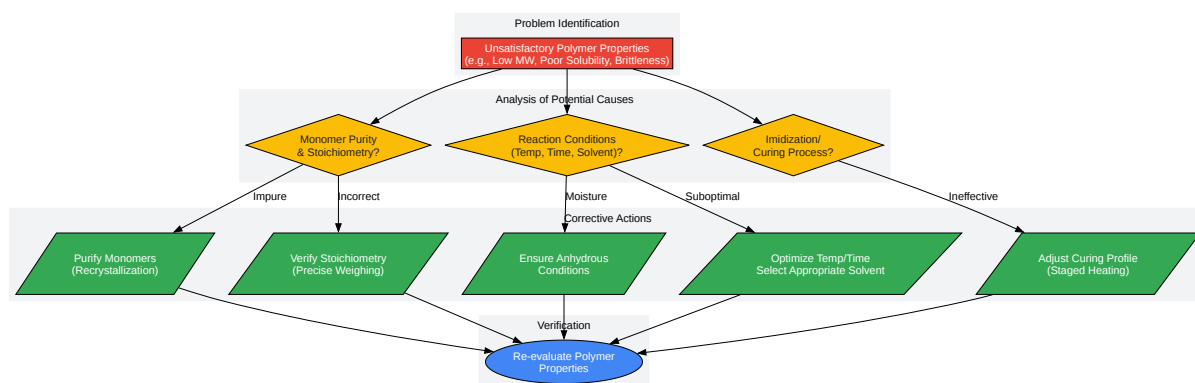 Problem Identification
Unsatisfactory Polymer Properties
(e.g., Low MW, Poor Solubility, Brittleness)
Analysis of Potential Causes
Monomer Purity
& Stoichiometry?
Reaction Conditions
(Temp, Time, Solvent)?
Imidization/
Curing Process?
Impure
Incorrect
Moisture
Suboptimal
Ineffective
Corrective Actions
Purify Monomers
(Recrystallization)
Verify Stoichiometry
(Precise Weighing)
Ensure Anhydrous
Conditions
Optimize Temp/Time
Select Appropriate Solvent
Adjust Curing Profile
(Staged Heating)
Verification
Re-evaluate Polymer
Properties